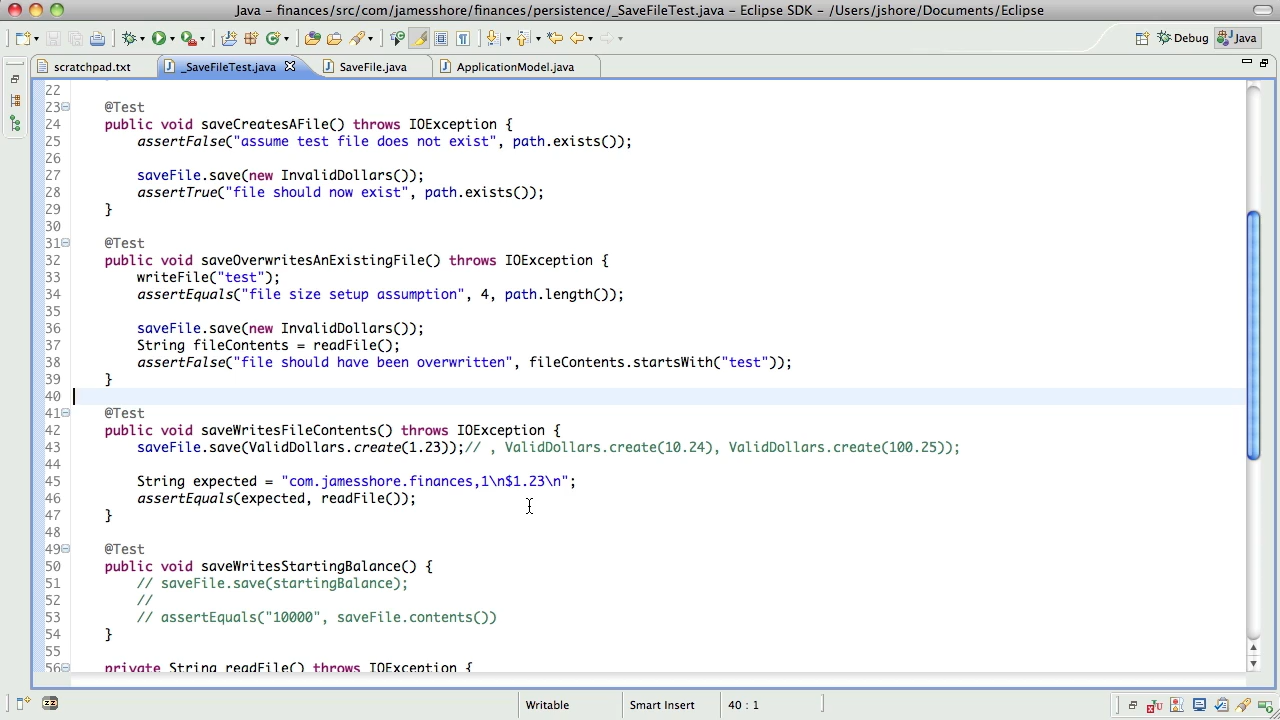 Java – finances/src/com/jamesshore/finances/persistence/_SaveFileTest.java – Eclipse SDK – /Users/jshore/Documents/Eclipse
Debug Java
scratchpad.txt _SaveFileTest.java SaveFile.java ApplicationModel.java
22
23 @Test
24 public void saveCreatesAFile() throws IOException {
25 assertFalse("assume test file does not exist", path.exists());
26
27 saveFile.save(new InvalidDollars());
28 assertTrue("file should now exist", path.exists());
29 }
30
31 @Test
32 public void saveOverwritesAnExistingFile() throws IOException {
33 writeFile("test");
34 assertEquals("file size setup assumption", 4, path.length());
35
36 saveFile.save(new InvalidDollars());
37 String fileContents = readFile();
38 assertFalse("file should have been overwritten", fileContents.startsWith("test"));
39 }
40
41 @Test
42 public void saveWritesFileContents() throws IOException {
43 saveFile.save(ValidDollars.create(1.23));// , ValidDollars.create(10.24), ValidDollars.create(100.25));
44
45 String expected = "com.jamesshore.finances,1\n$1.23\n";
46 assertEquals(expected, readFile());
47 }
48
49 @Test
50 public void saveWritesStartingBalance() {
51 // saveFile.save(startingBalance);
52 //
53 // assertEquals("10000", saveFile.contents())
54 }
55
56 private String readFile() throws IOException {
Writable Smart Insert 40 : 1